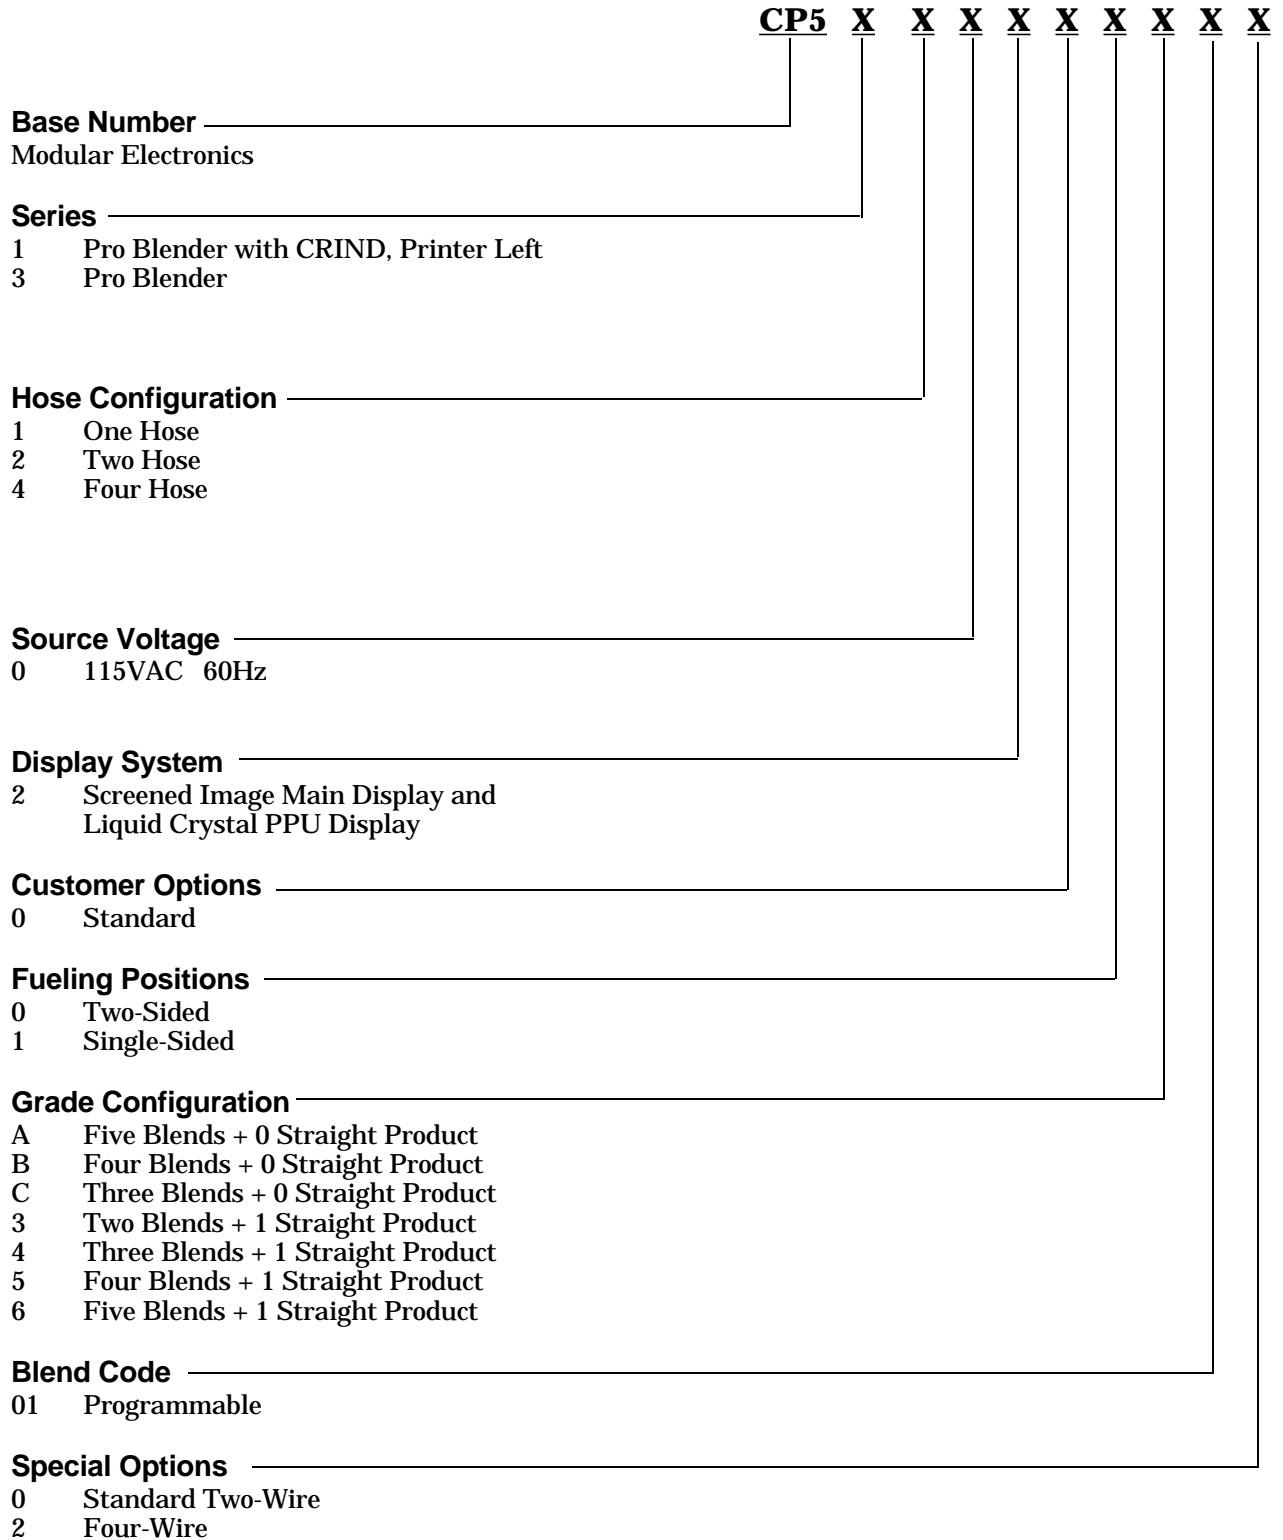 CP5 X X X X X X X X X
Base Number
Modular Electronics
Series
1 Pro Blender with CRIND, Printer Left
3 Pro Blender
Hose Configuration
1 One Hose
2 Two Hose
4 Four Hose
Source Voltage
0 115VAC 60Hz
Display System
2 Screened Image Main Display and
Liquid Crystal PPU Display
Customer Options
0 Standard
Fueling Positions
0 Two-Sided
1 Single-Sided
Grade Configuration
A Five Blends + 0 Straight Product
B Four Blends + 0 Straight Product
C Three Blends + 0 Straight Product
3 Two Blends + 1 Straight Product
4 Three Blends + 1 Straight Product
5 Four Blends + 1 Straight Product
6 Five Blends + 1 Straight Product
Blend Code
01 Programmable
Special Options
0 Standard Two-Wire
2 Four-Wire